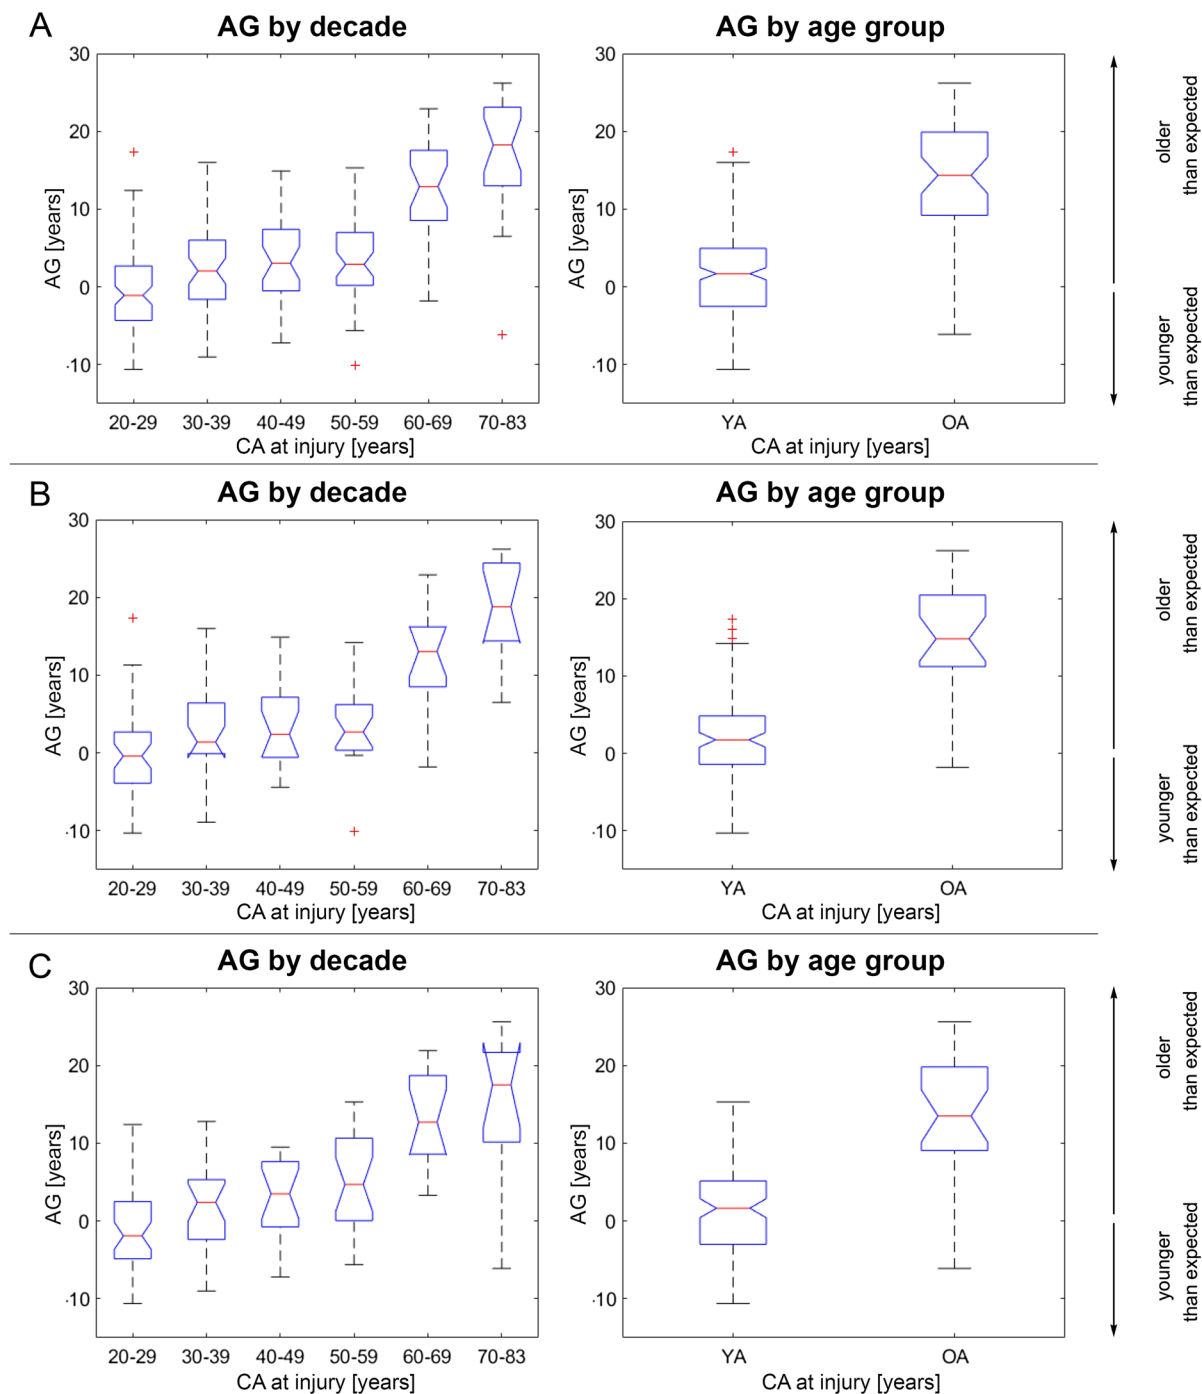 A
AG by decade
AG by age group
30
20
10
0
·10
AG [years]
20-29 30-39 40-49 50-59 60-69 70-83
CA at injury [years]
30
20
10
0
·10
AG [years]
YA OA
CA at injury [years]
older
than expected
younger
than expected
B
AG by decade
AG by age group
30
20
10
0
·10
AG [years]
20-29 30-39 40-49 50-59 60-69 70-83
CA at injury [years]
30
20
10
0
·10
AG [years]
YA OA
CA at injury [years]
older
than expected
younger
than expected
C
AG by decade
AG by age group
30
20
10
0
·10
AG [years]
20-29 30-39 40-49 50-59 60-69 70-83
CA at injury [years]
30
20
10
0
·10
AG [years]
YA OA
CA at injury [years]
older
than expected
younger
than expected